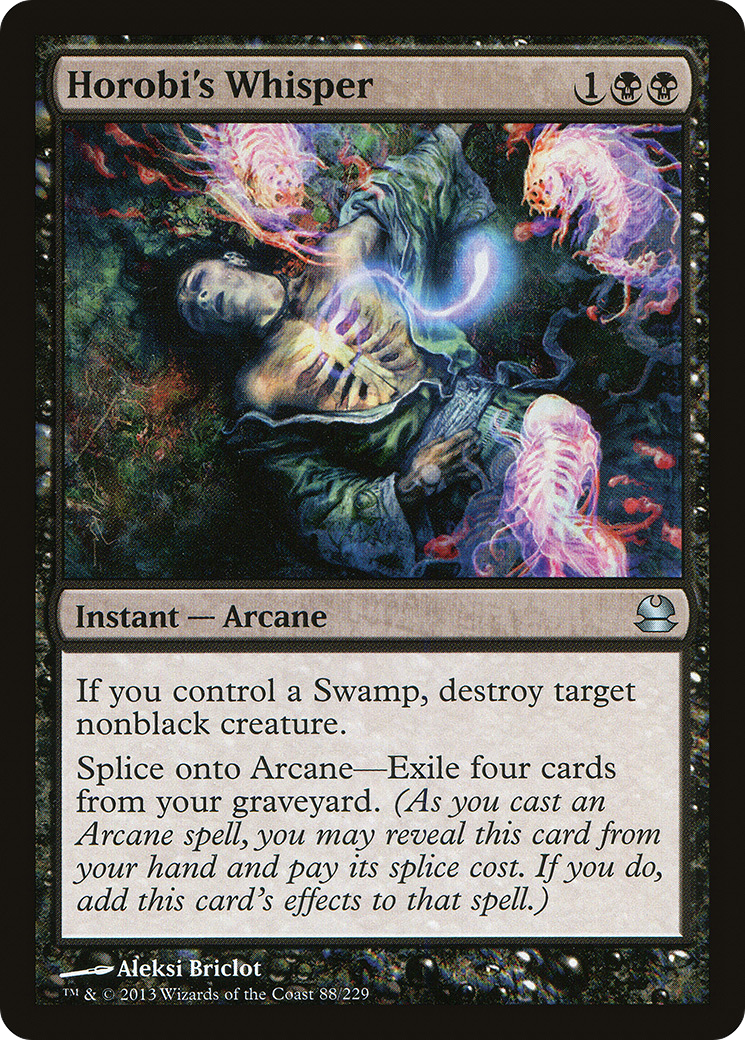 Horobi's Whisper 1
Instant — Arcane
If you control a Swamp, destroy target
nonblack creature.
Splice onto Arcane—Exile four cards
from your graveyard. (As you cast an
Arcane spell, you may reveal this card from
your hand and pay its splice cost. If you do,
add this card's effects to that spell.)
Aleksi Briclot
™ & © 2013 Wizards of the Coast 88/229